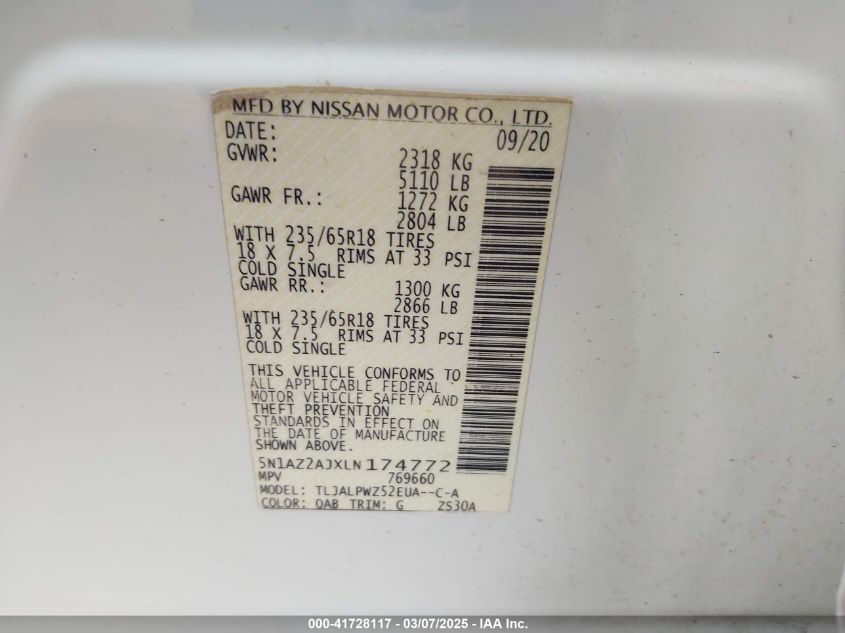 MFD BY NISSAN MOTOR CO., LTD.
DATE: 09/20
GVWR: 2318 KG
5110 LB
GAWR FR.: 1272 KG
2804 LB
WITH 235/65R18 TIRES
18 X 7.5 RIMS AT 33 PSI
COLD SINGLE
GAWR RR.: 1300 KG
2866 LB
WITH 235/65R18 TIRES
18 X 7.5 RIMS AT 33 PSI
COLD SINGLE
THIS VEHICLE CONFORMS TO
ALL APPLICABLE FEDERAL
MOTOR VEHICLE SAFETY AND
THEFT PREVENTION
STANDARDS IN EFFECT ON
THE DATE OF MANUFACTURE
SHOWN ABOVE.
5N1AZ2AJXLN174772
MPV 769660
MODEL: TLJALPWZ52EUA--C-A
COLOR: QAB TRIM: G ZS30A
000-41728117 - 03/07/2025 - IAA Inc.